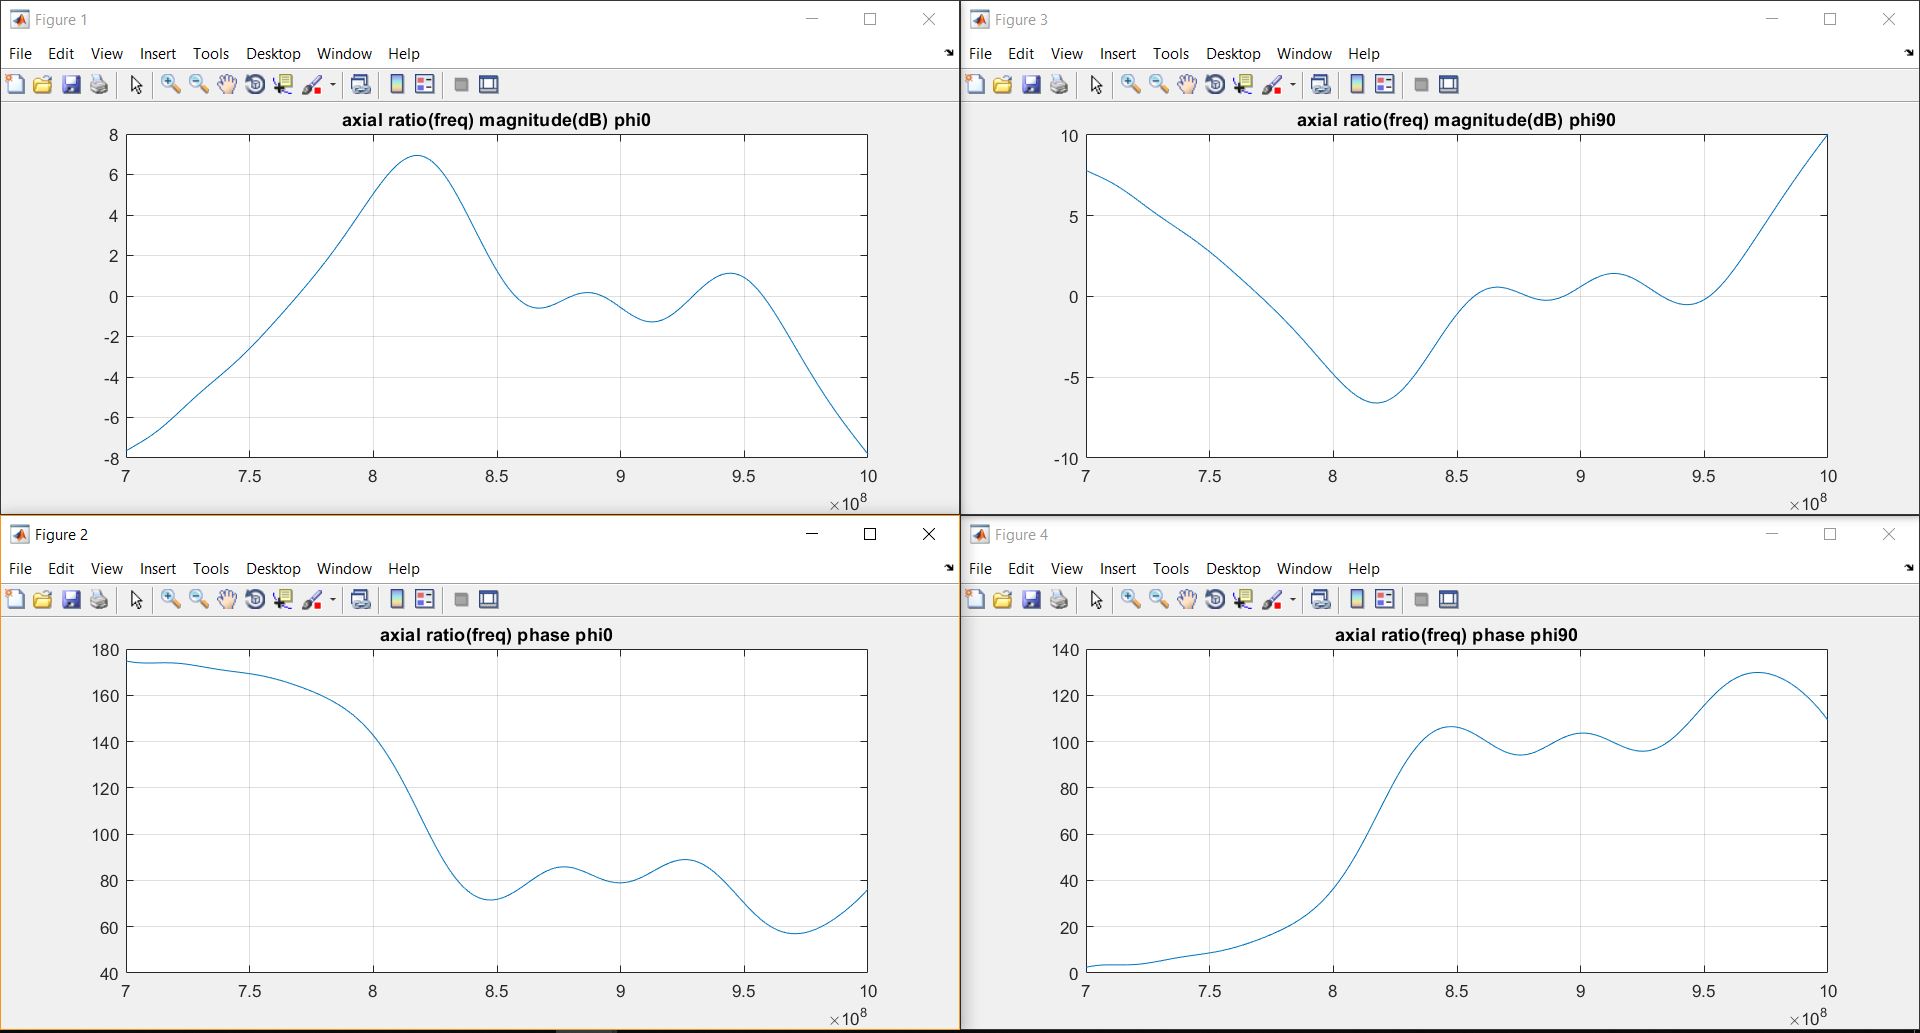 Figure 1
File Edit View Insert Tools Desktop Window Help
axial ratio(freq) magnitude(dB) phi0
8
6
4
2
0
-2
-4
-6
-8
7 7.5 8 8.5 9 9.5 10
×10^8
Figure 3
File Edit View Insert Tools Desktop Window Help
axial ratio(freq) magnitude(dB) phi90
10
5
0
-5
-10
7 7.5 8 8.5 9 9.5 10
×10^8
Figure 2
File Edit View Insert Tools Desktop Window Help
axial ratio(freq) phase phi0
180
160
140
120
100
80
60
40
7 7.5 8 8.5 9 9.5 10
×10^8
Figure 4
File Edit View Insert Tools Desktop Window Help
axial ratio(freq) phase phi90
140
120
100
80
60
40
20
0
7 7.5 8 8.5 9 9.5 10
×10^8